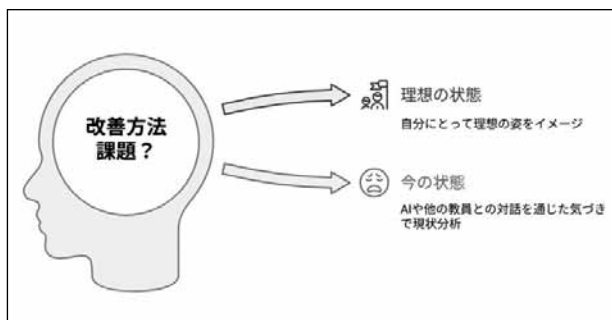 改善方法
課題？
理想の状態
自分にとって理想の姿をイメージ
今の状態
AIや他の教員との対話を通じた気づき
で現状分析